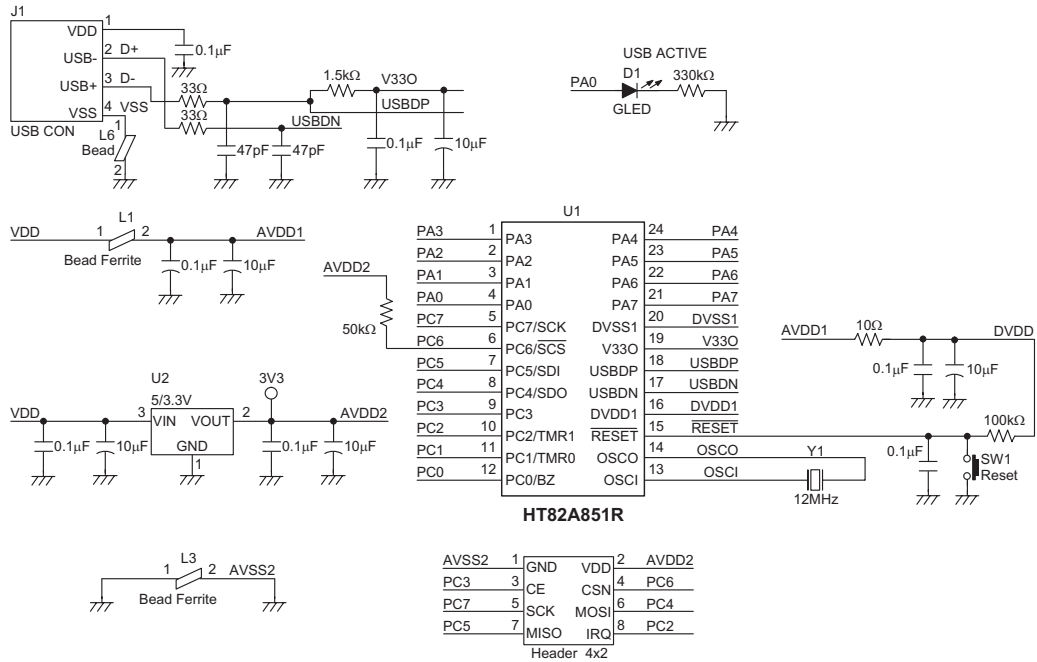 J1
VDD 1
0.1µF
USB- 2 D+
USB+ 3 D-
VSS 4 VSS
USB CON
1
L6
Bead
2
33Ω
33Ω
1.5kΩ
V33O
USBDP
USBDN
47pF
47pF
0.1µF
10µF
USB ACTIVE
PA0
D1
GLED
330kΩ
L1
VDD 1 2 AVDD1
Bead Ferrite
0.1µF
10µF
AVDD2
50kΩ
U2
5/3.3V
VDD 3 VIN VOUT 2
GND
1
3V3
AVDD2
0.1µF
10µF
0.1µF
10µF
L3
1 2 AVSS2
Bead Ferrite
U1
PA3 1 PA3 PA4 24 PA4
PA2 2 PA2 PA5 23 PA5
PA1 3 PA1 PA6 22 PA6
PA0 4 PA0 PA7 21 PA7
PC7 5 PC7/SCK DVSS1 20 DVSS1
PC6 6 PC6/SCS V33O 19 V33O
PC5 7 PC5/SDI USBDP 18 USBDP
PC4 8 PC4/SDO USBDN 17 USBDN
PC3 9 PC3 DVDD1 16 DVDD1
PC2 10 PC2/TMR1 RESET 15 RESET
PC1 11 PC1/TMR0 OSCO 14 OSCO
PC0 12 PC0/BZ OSCI 13 OSCI
HT82A851R
Y1
12MHz
AVDD1
10Ω
DVDD
0.1µF
10µF
100kΩ
0.1µF
SW1
Reset
AVSS2 1 GND VDD 2 AVDD2
PC3 3 CE CSN 4 PC6
PC7 5 SCK MOSI 6 PC4
PC5 7 MISO IRQ 8 PC2
Header 4x2